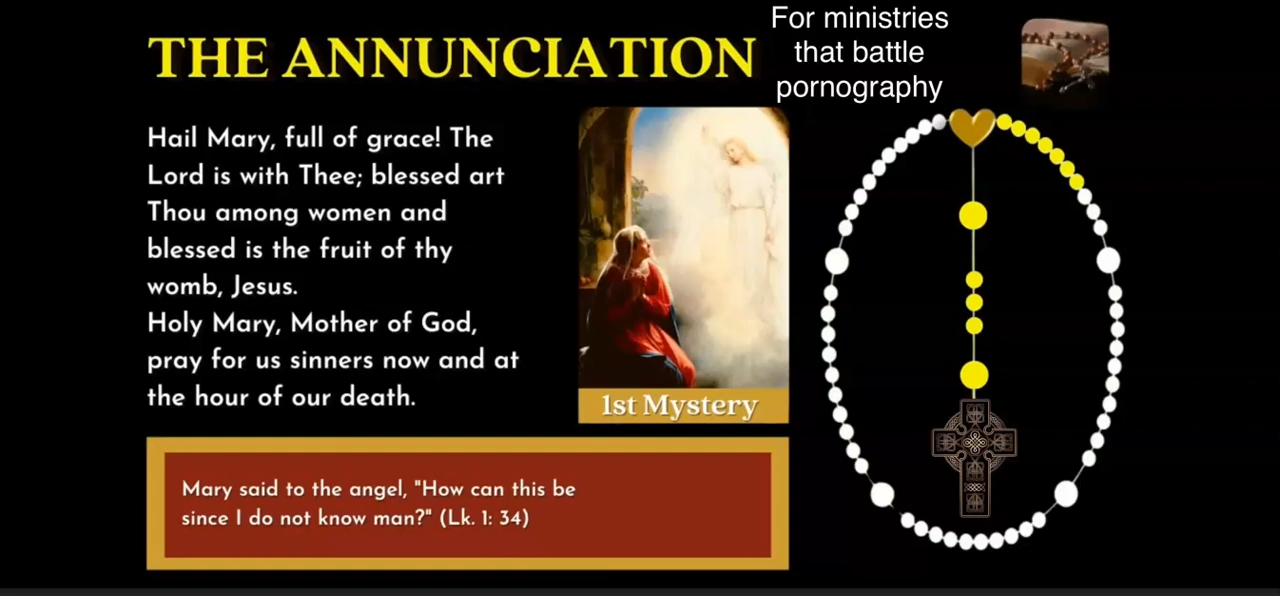 THE ANNUNCIATION
For ministries
that battle
pornography
Hail Mary, full of grace! The
Lord is with Thee; blessed art
Thou among women and
blessed is the fruit of thy
womb, Jesus.
Holy Mary, Mother of God,
pray for us sinners now and at
the hour of our death.
1st Mystery
Mary said to the angel, "How can this be
since I do not know man?" (Lk. 1: 34)